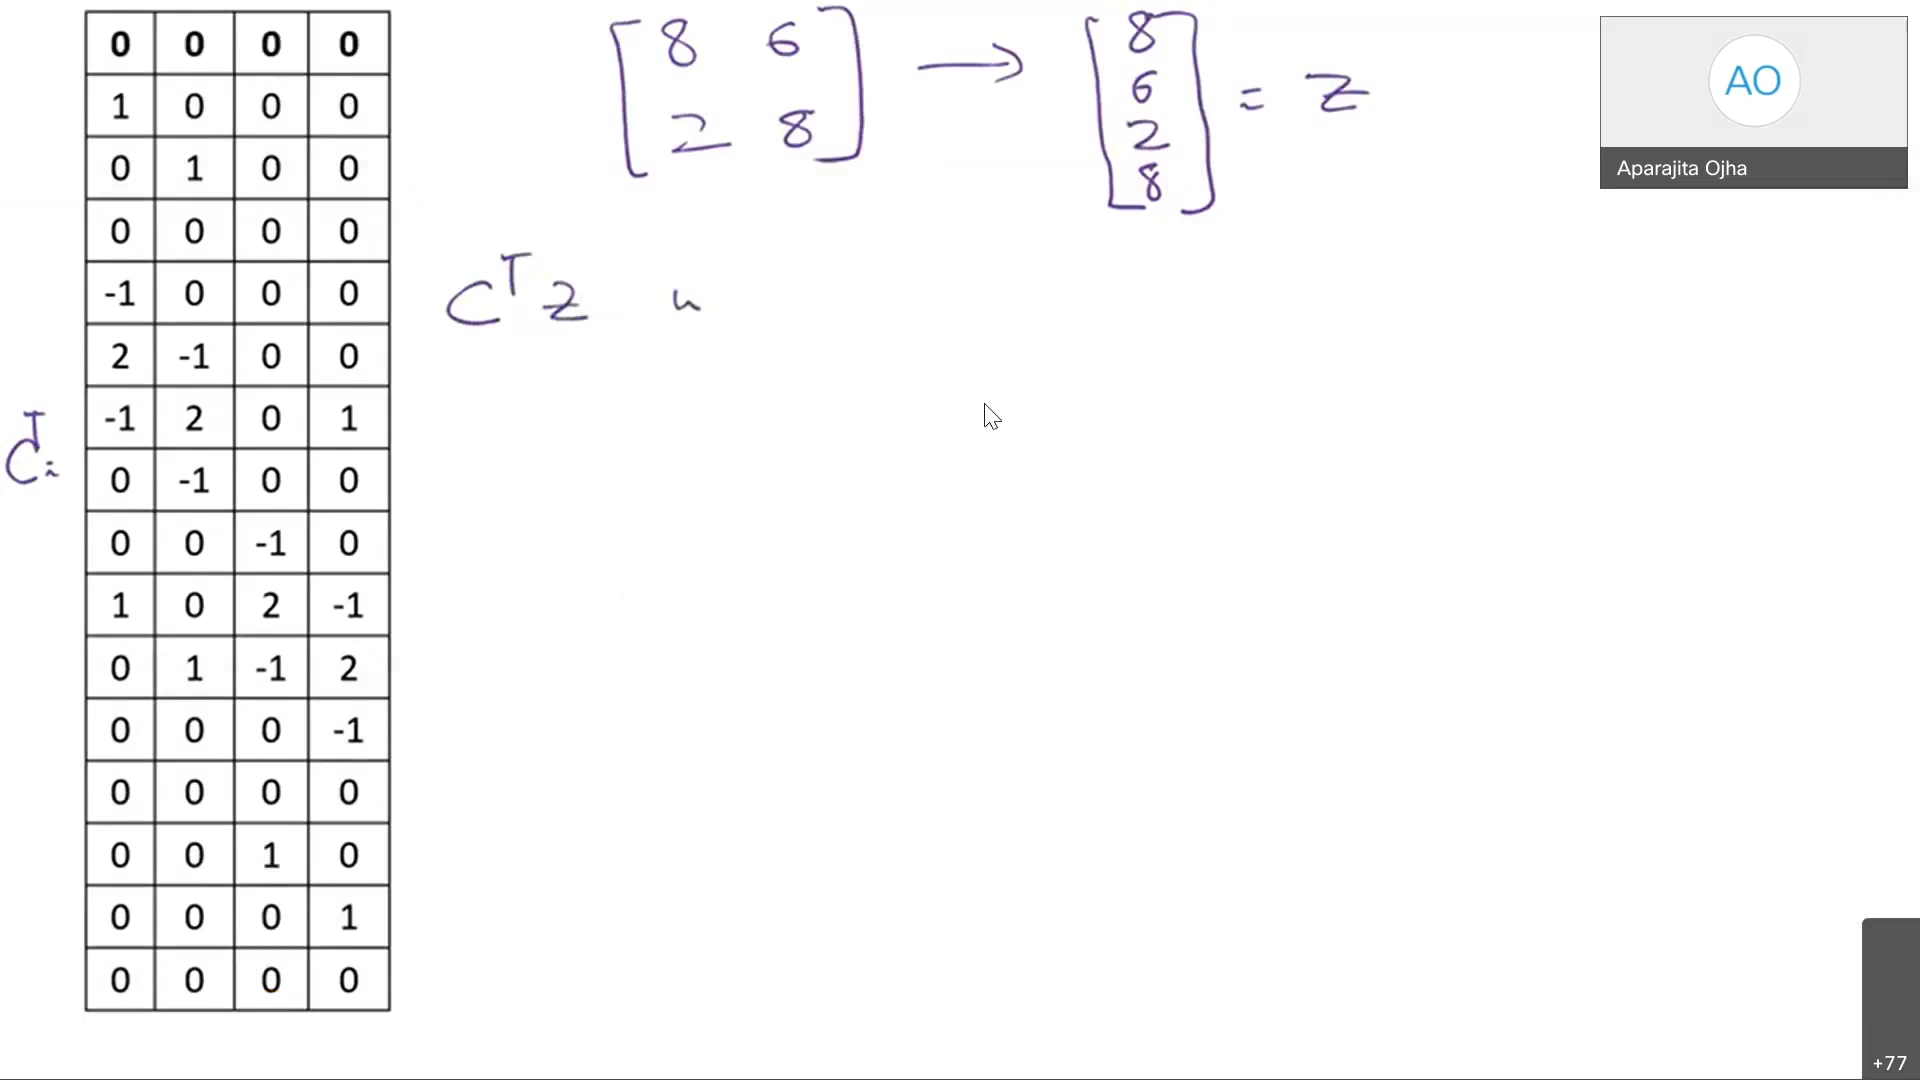 0 0 0 0
1 0 0 0
0 1 0 0
0 0 0 0
-1 0 0 0
2 -1 0 0
-1 2 0 1
0 -1 0 0
0 0 -1 0
1 0 2 -1
0 1 -1 2
0 0 0 -1
0 0 0 0
0 0 1 0
0 0 0 1
0 0 0 0
C^T =
[8 6
2 8] → [8
6
2
8] = Z
C^T Z
AO
Aparajita Ojha
+77